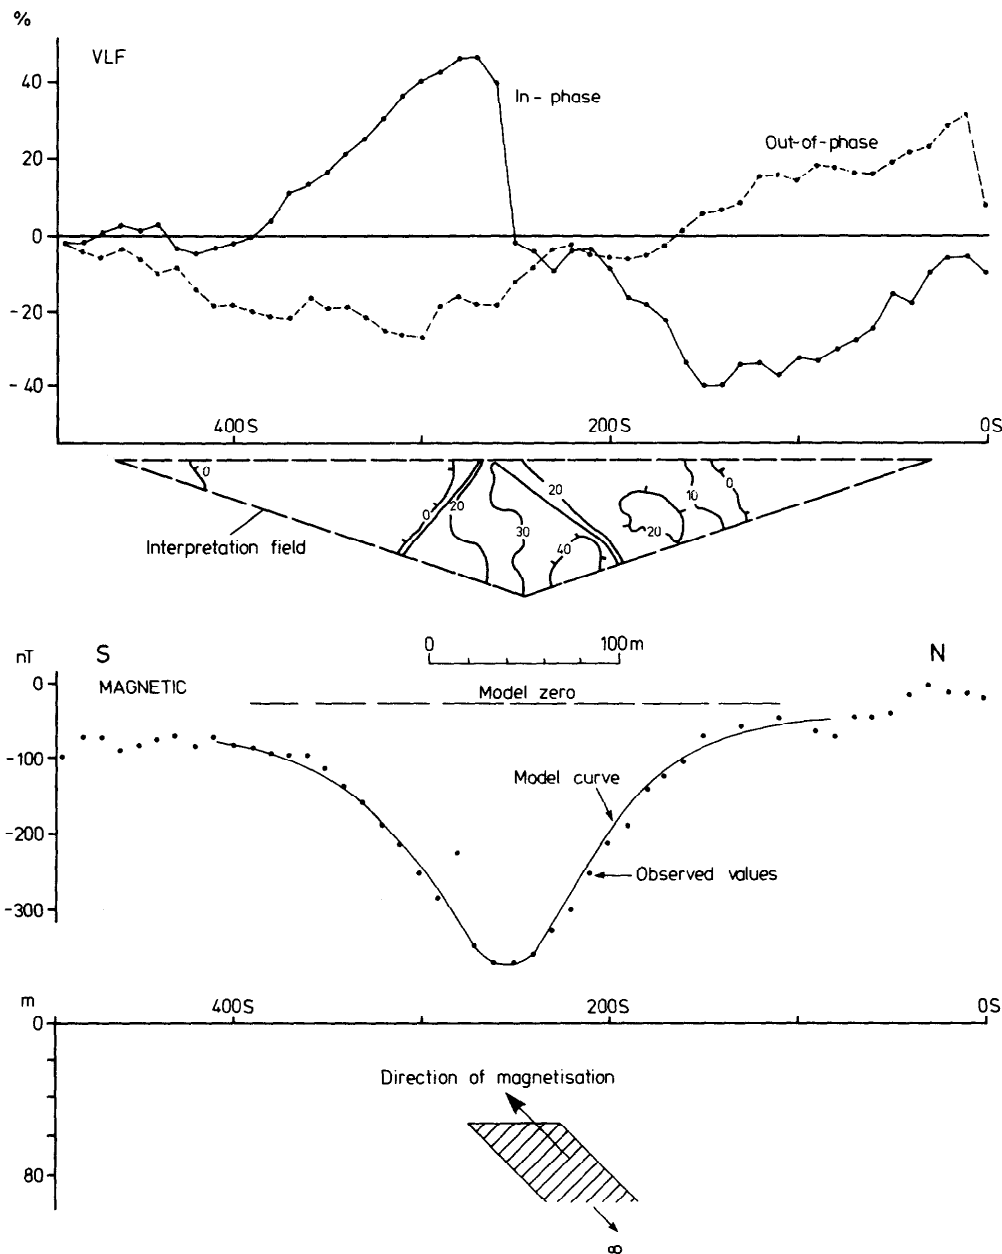 %
VLF
40
20
0
-20
-40
In-phase
Out-of-phase
400S
200S
0S
0
0
20
30
20
40
20
10
0
Interpretation field
0
100m
nT
S
N
MAGNETIC
0
-100
-200
-300
Model zero
Model curve
Observed values
m
400S
200S
0S
0
80
Direction of magnetisation
∞